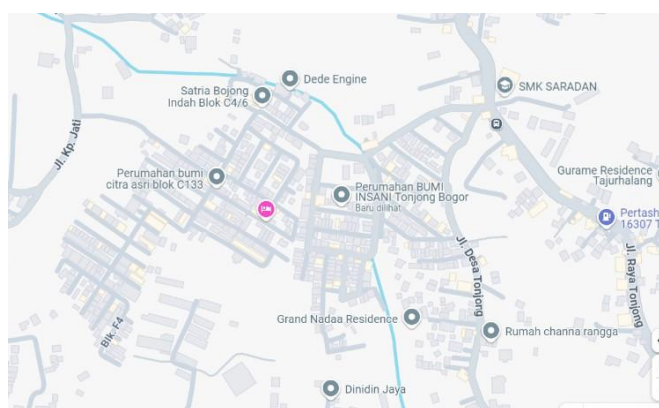 Dede Engine
Satria Bojong
Indah Blok C4/6
SMK SARADAN
Jl. Kp. Jati
Perumahan bumi
citra asri blok C133
Perumahan BUMI
INSANI Tonjong Bogor
Baru dilihat
Gurame Residence
Tajurhalang
Pertash
16307 T
Jl. Desa Tonjong
Jl. Raya Tonjong
Blk. F4
Grand Nadaa Residence
Rumah channa rangga
Dinidin Jaya